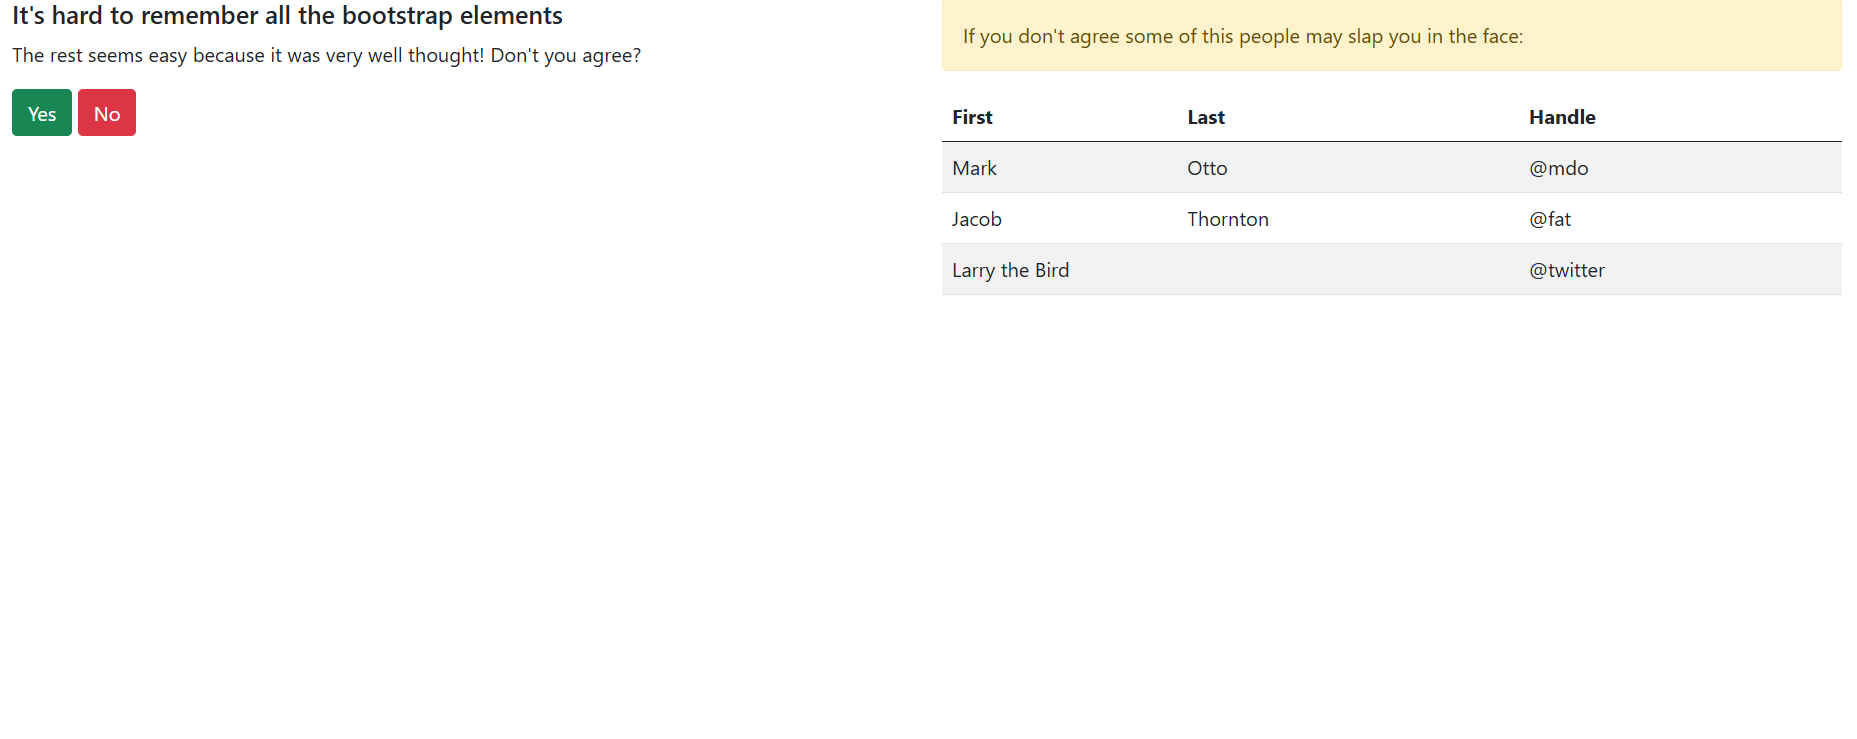 It's hard to remember all the bootstrap elements
The rest seems easy because it was very well thought! Don't you agree?
Yes No
If you don't agree some of this people may slap you in the face:
First Last Handle
Mark Otto @mdo
Jacob Thornton @fat
Larry the Bird @twitter